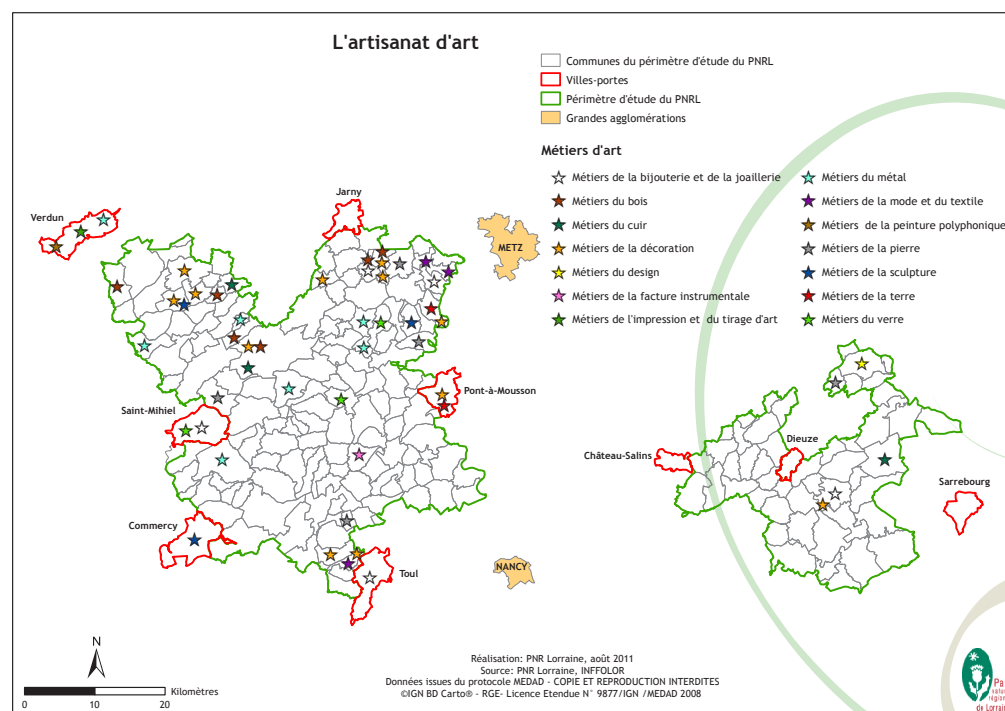 L'artisanat d'art
Communes du périmètre d'étude du PNRL
Villes-portes
Périmètre d'étude du PNRL
Grandes agglomérations
Métiers d'art
Métiers de la bijouterie et de la joaillerie
Métiers du bois
Métiers du cuir
Métiers de la décoration
Métiers du design
Métiers de la facture instrumentale
Métiers de l'impression et du tirage d'art
Métiers du métal
Métiers de la mode et du textile
Métiers de la peinture polyphonique
Métiers de la pierre
Métiers de la sculpture
Métiers de la terre
Métiers du verre
Jarny
Verdun
METZ
Pont-à-Mousson
Saint-Mihiel
Dieuze
Château-Salins
Sarrebourg
Commercy
NANCY
Toul
N
Kilomètres
0 10 20
Réalisation: PNR Lorraine, août 2011
Source: PNR Lorraine, INFFOLOR
Données issues du protocole MEDAD - COPIE ET REPRODUCTION INTERDITES
©IGN BD Carto® - RGE- Licence Etendue N° 9877/IGN /MEDAD 2008
Pa
natu
régio
de Lorrai